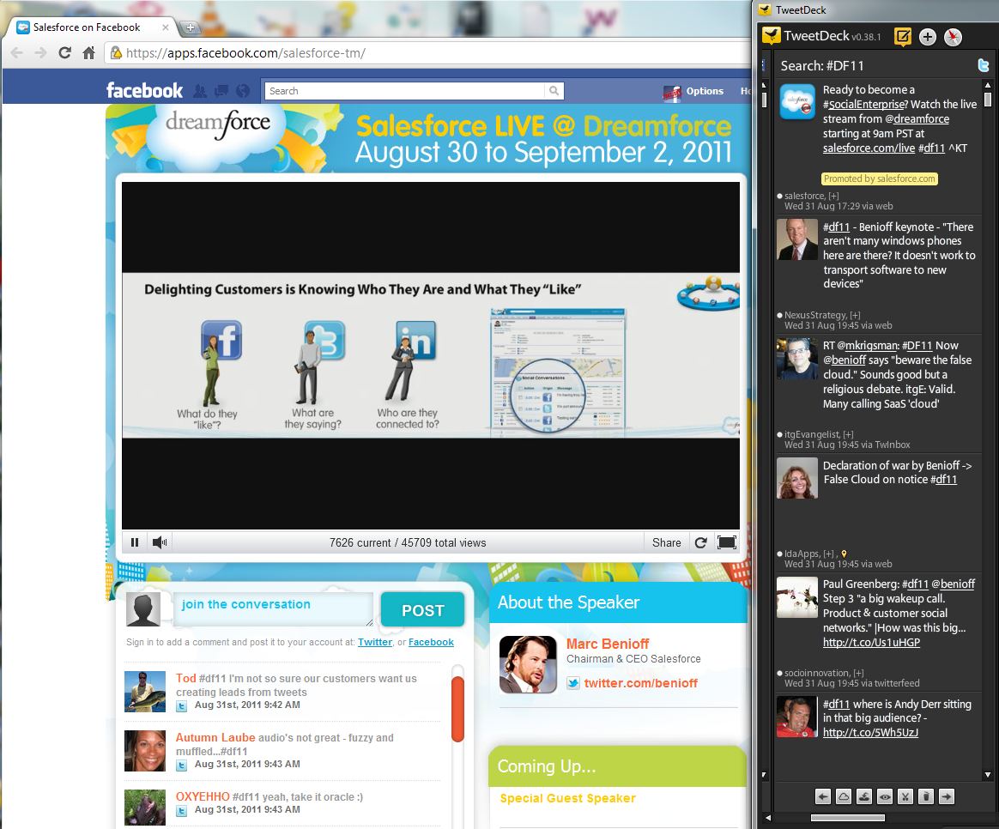 Salesforce on Facebook
https://apps.facebook.com/salesforce-tm/
facebook
Search
Options
dreamforce
Salesforce LIVE @ Dreamforce
August 30 to September 2, 2011
Delighting Customers is Knowing Who They Are and What They “Like”
What do they
“like”?
What are
they saying?
Who are they
connected to?
Social Conversations
7626 current / 45709 total views
Share
join the conversation
POST
Sign in to add a comment and post it to your account at: Twitter, or Facebook
Tod #df11 I'm not so sure our customers want us
creating leads from tweets
Aug 31st, 2011 9:42 AM
Autumn Laube audio's not great - fuzzy and
muffled...#df11
Aug 31st, 2011 9:43 AM
OXYEHHO #df11 yeah, take it oracle :)
Aug 31st, 2011 9:43 AM
About the Speaker
Marc Benioff
Chairman & CEO Salesforce
twitter.com/benioff
Coming Up...
Special Guest Speaker
TweetDeck
TweetDeck v0.38.1
Search: #DF11
Ready to become a
#SocialEnterprise? Watch the live
stream from @dreamforce
starting at 9am PST at
salesforce.com/live #df11 ^KT
Promoted by salesforce.com
salesforce, [+]
Wed 31 Aug 17:29 via web
#df11 - Benioff keynote - "There
aren't many windows phones
here are there? It doesn't work to
transport software to new
devices"
NexusStrategy, [+]
Wed 31 Aug 19:45 via web
RT @mkrigsman: #DF11 Now
@benioff says "beware the false
cloud." Sounds good but a
religious debate. itgE: Valid.
Many calling SaaS 'cloud'
itgEvangelist, [+]
Wed 31 Aug 19:45 via TwInbox
Declaration of war by Benioff ->
False Cloud on notice #df11
IdaApps, [+] ,
Wed 31 Aug 19:45 via web
Paul Greenberg: #df11 @benioff
Step 3 "a big wakeup call.
Product & customer social
networks." |How was this big...
http://t.co/Us1uHGP
socioinnovation, [+]
Wed 31 Aug 19:45 via twitterfeed
#df11 where is Andy Derr sitting
in that big audience? -
http://t.co/5Wh5UzJ